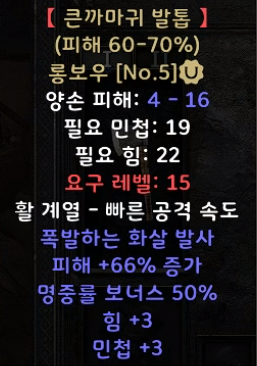 【 큰까마귀 발톱 】
(피해 60-70%)
롱보우 [No.5]
양손 피해: 4 - 16
필요 민첩: 19
필요 힘: 22
요구 레벨: 15
활 계열 - 빠른 공격 속도
폭발하는 화살 발사
피해 +66% 증가
명중률 보너스 50%
힘 +3
민첩 +3